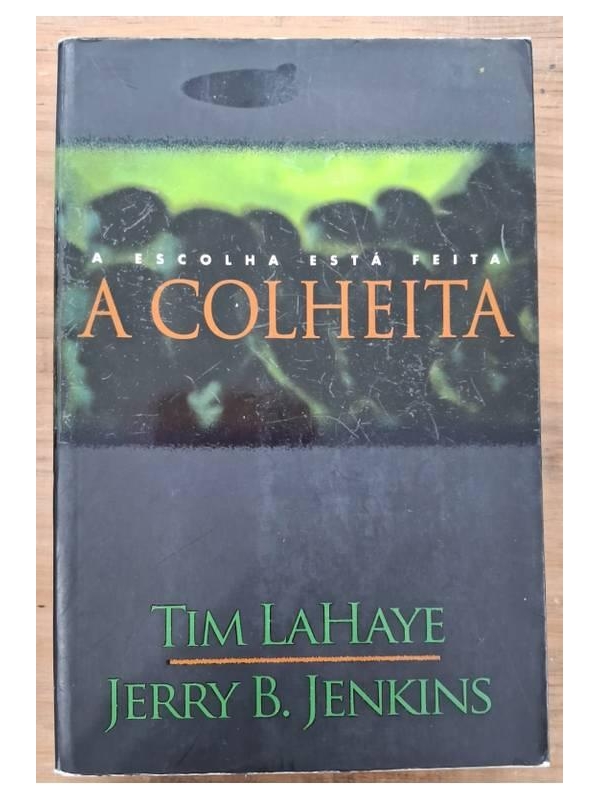 A ESCOLHA ESTÁ FEITA
A COLHEITA
TIM LAHAYE
JERRY B. JENKINS